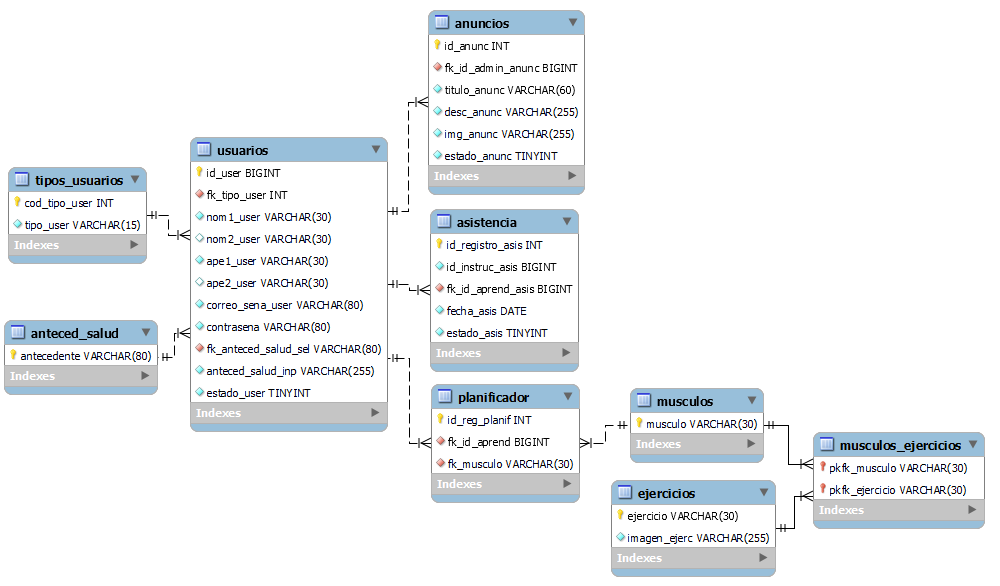 anuncios
id_anunc INT
fk_id_admin_anunc BIGINT
titulo_anunc VARCHAR(60)
desc_anunc VARCHAR(255)
img_anunc VARCHAR(255)
estado_anunc TINYINT
Indexes
usuarios
id_user BIGINT
fk_tipo_user INT
nom1_user VARCHAR(30)
nom2_user VARCHAR(30)
ape1_user VARCHAR(30)
ape2_user VARCHAR(30)
correo_sena_user VARCHAR(80)
contrasena VARCHAR(80)
fk_anteced_salud_sel VARCHAR(80)
anteced_salud_inp VARCHAR(255)
estado_user TINYINT
Indexes
tipos_usuarios
cod_tipo_user INT
tipo_user VARCHAR(15)
Indexes
anteced_salud
antecedente VARCHAR(80)
Indexes
asistencia
id_registro_asis INT
id_instruc_asis BIGINT
fk_id_aprend_asis BIGINT
fecha_asis DATE
estado_asis TINYINT
Indexes
planificador
id_reg_planif INT
fk_id_aprend BIGINT
fk_musculo VARCHAR(30)
Indexes
musculos
musculo VARCHAR(30)
Indexes
musculos_ejercicios
pkfk_musculo VARCHAR(30)
pkfk_ejercicio VARCHAR(30)
Indexes
ejercicios
ejercicio VARCHAR(30)
imagen_ejerc VARCHAR(255)
Indexes